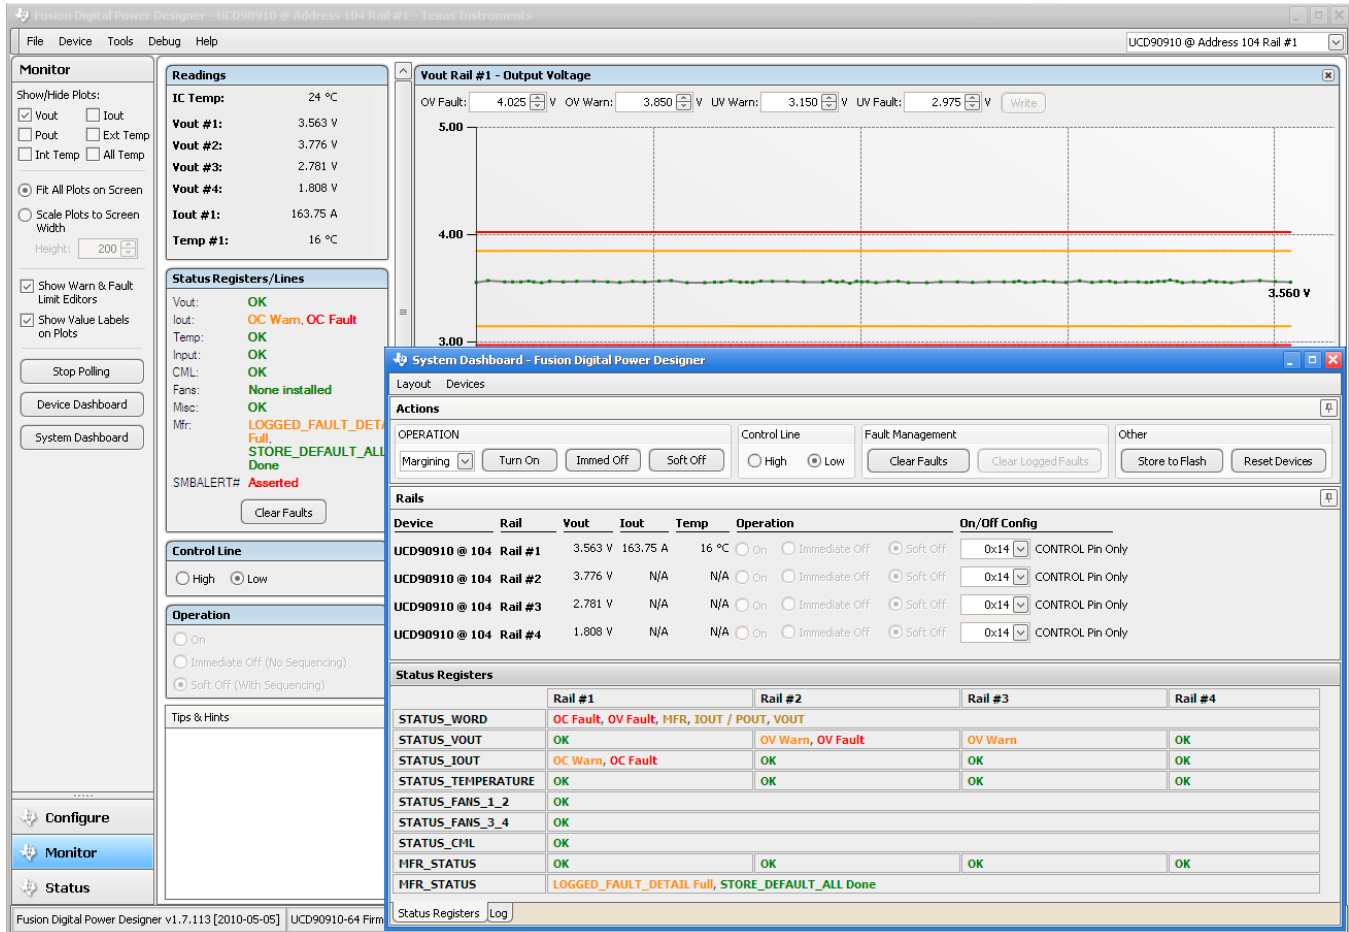 Fusion Digital Power Designer - UCD90910 @ Address 104 Rail #1 - Texas Instruments
File Device Tools Debug Help
UCD90910 @ Address 104 Rail #1
Monitor
Show/Hide Plots:
Vout Iout
Pout Ext Temp
Int Temp All Temp
Fit All Plots on Screen
Scale Plots to Screen
Width
Height: 200
Show Warn & Fault
Limit Editors
Show Value Labels
on Plots
Stop Polling
Device Dashboard
System Dashboard
Configure
Monitor
Status
Readings
IC Temp: 24 °C
Vout #1: 3.563 V
Vout #2: 3.776 V
Vout #3: 2.781 V
Vout #4: 1.808 V
Iout #1: 163.75 A
Temp #1: 16 °C
Status Registers/Lines
Vout: OK
Iout: OC Warn, OC Fault
Temp: OK
Input: OK
CML: OK
Fans: None installed
Misc: OK
Mfr: LOGGED_FAULT_DETA
Full,
STORE_DEFAULT_ALL
Done
SMBALERT# Asserted
Clear Faults
Control Line
High Low
Operation
On
Immediate Off (No Sequencing)
Soft Off (With Sequencing)
Tips & Hints
Vout Rail #1 - Output Voltage
OV Fault: 4.025 V OV Warn: 3.850 V UV Warn: 3.150 V UV Fault: 2.975 V Write
5.00
4.00
3.560 V
3.00
System Dashboard - Fusion Digital Power Designer
Layout Devices
Actions
OPERATION Control Line Fault Management Other
Margining Turn On Immed Off Soft Off High Low Clear Faults Clear Logged Faults Store to Flash Reset Devices
Rails
Device Rail Vout Iout Temp Operation On/Off Config
UCD90910 @ 104 Rail #1 3.563 V 163.75 A 16 °C On Immediate Off Soft Off 0x14 CONTROL Pin Only
UCD90910 @ 104 Rail #2 3.776 V N/A N/A On Immediate Off Soft Off 0x14 CONTROL Pin Only
UCD90910 @ 104 Rail #3 2.781 V N/A N/A On Immediate Off Soft Off 0x14 CONTROL Pin Only
UCD90910 @ 104 Rail #4 1.808 V N/A N/A On Immediate Off Soft Off 0x14 CONTROL Pin Only
Status Registers
Rail #1 Rail #2 Rail #3 Rail #4
STATUS_WORD OC Fault, OV Fault, MFR, IOUT / POUT, VOUT
STATUS_VOUT OK OV Warn, OV Fault OV Warn OK
STATUS_IOUT OC Warn, OC Fault OK OK OK
STATUS_TEMPERATURE OK OK OK OK
STATUS_FANS_1_2 OK
STATUS_FANS_3_4 OK
STATUS_CML OK
MFR_STATUS OK OK OK OK
MFR_STATUS LOGGED_FAULT_DETAIL Full, STORE_DEFAULT_ALL Done
Status Registers Log
Fusion Digital Power Designer v1.7.113 [2010-05-05] UCD90910-64 Firm